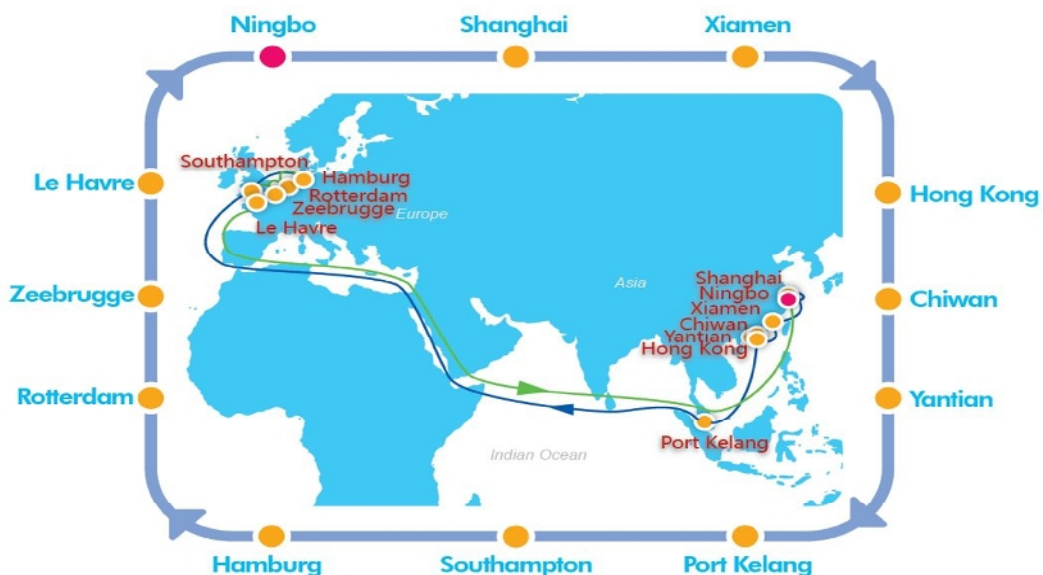 Ningbo
Shanghai
Xiamen
Le Havre
Hong Kong
Zeebrugge
Chiwan
Rotterdam
Yantian
Hamburg
Southampton
Port Kelang
Southampton
Hamburg
Rotterdam
Zeebrugge
Europe
Le Havre
Asia
Shanghai
Ningbo
Xiamen
Chiwan
Yantian
Hong Kong
Port Kelang
Indian Ocean